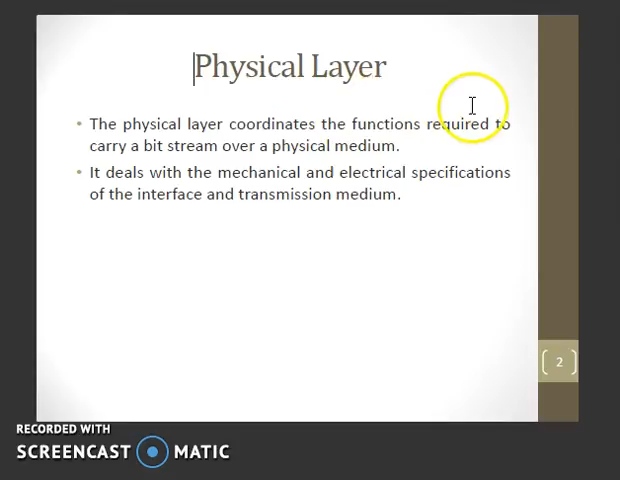 Physical Layer
• The physical layer coordinates the functions required to
carry a bit stream over a physical medium.
• It deals with the mechanical and electrical specifications
of the interface and transmission medium.
2
RECORDED WITH
SCREENCAST MATIC